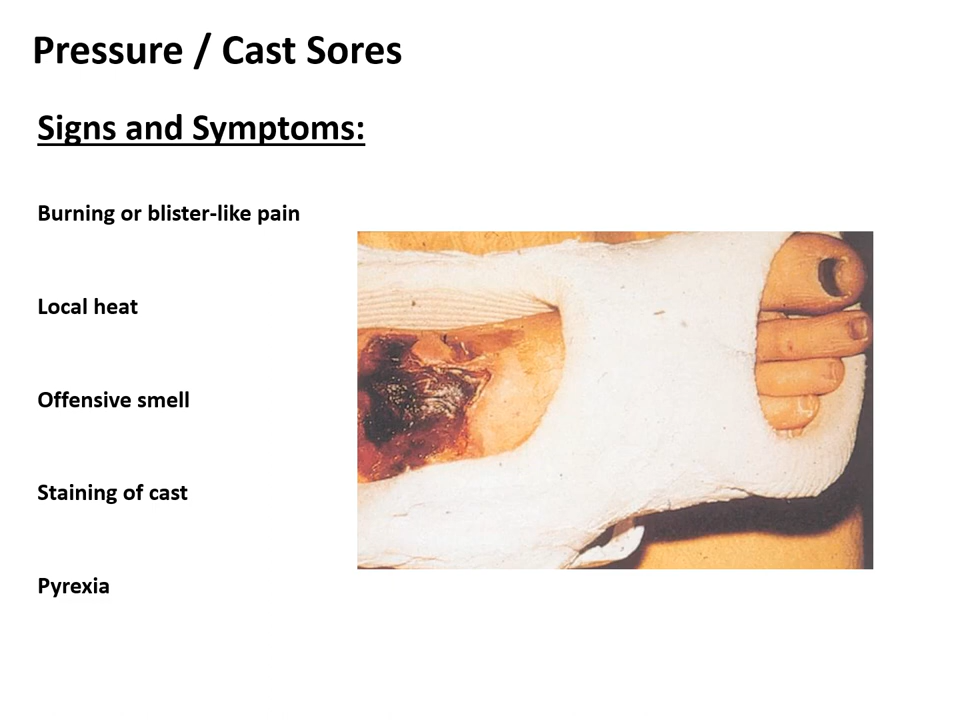 Pressure / Cast Sores
Signs and Symptoms:
Burning or blister-like pain
Local heat
Offensive smell
Staining of cast
Pyrexia